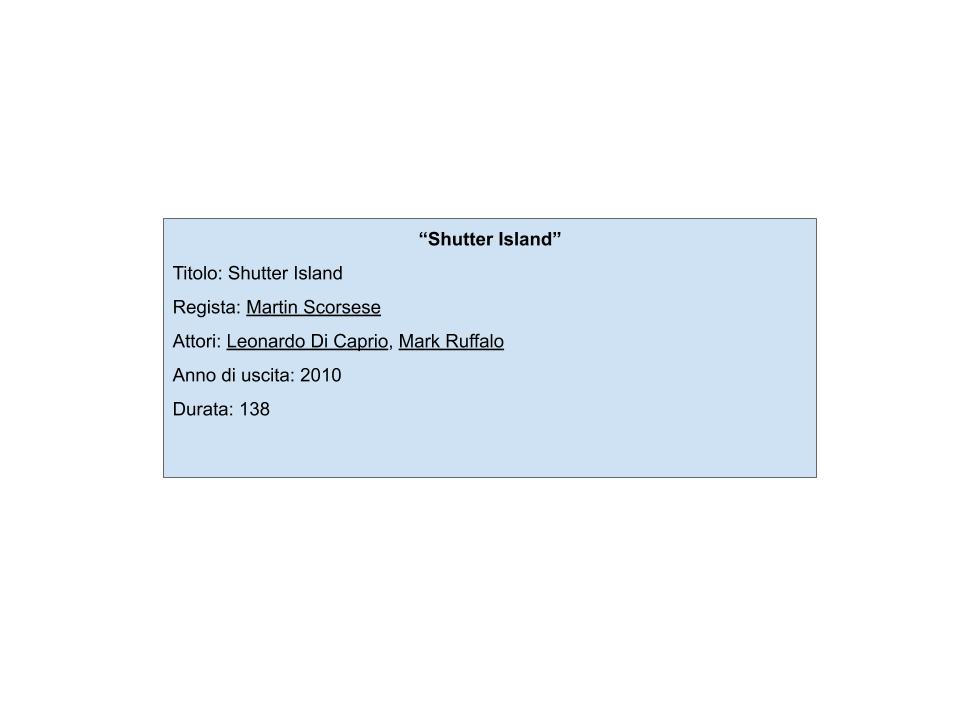 “Shutter Island”
Titolo: Shutter Island
Regista: Martin Scorsese
Attori: Leonardo Di Caprio, Mark Ruffalo
Anno di uscita: 2010
Durata: 138